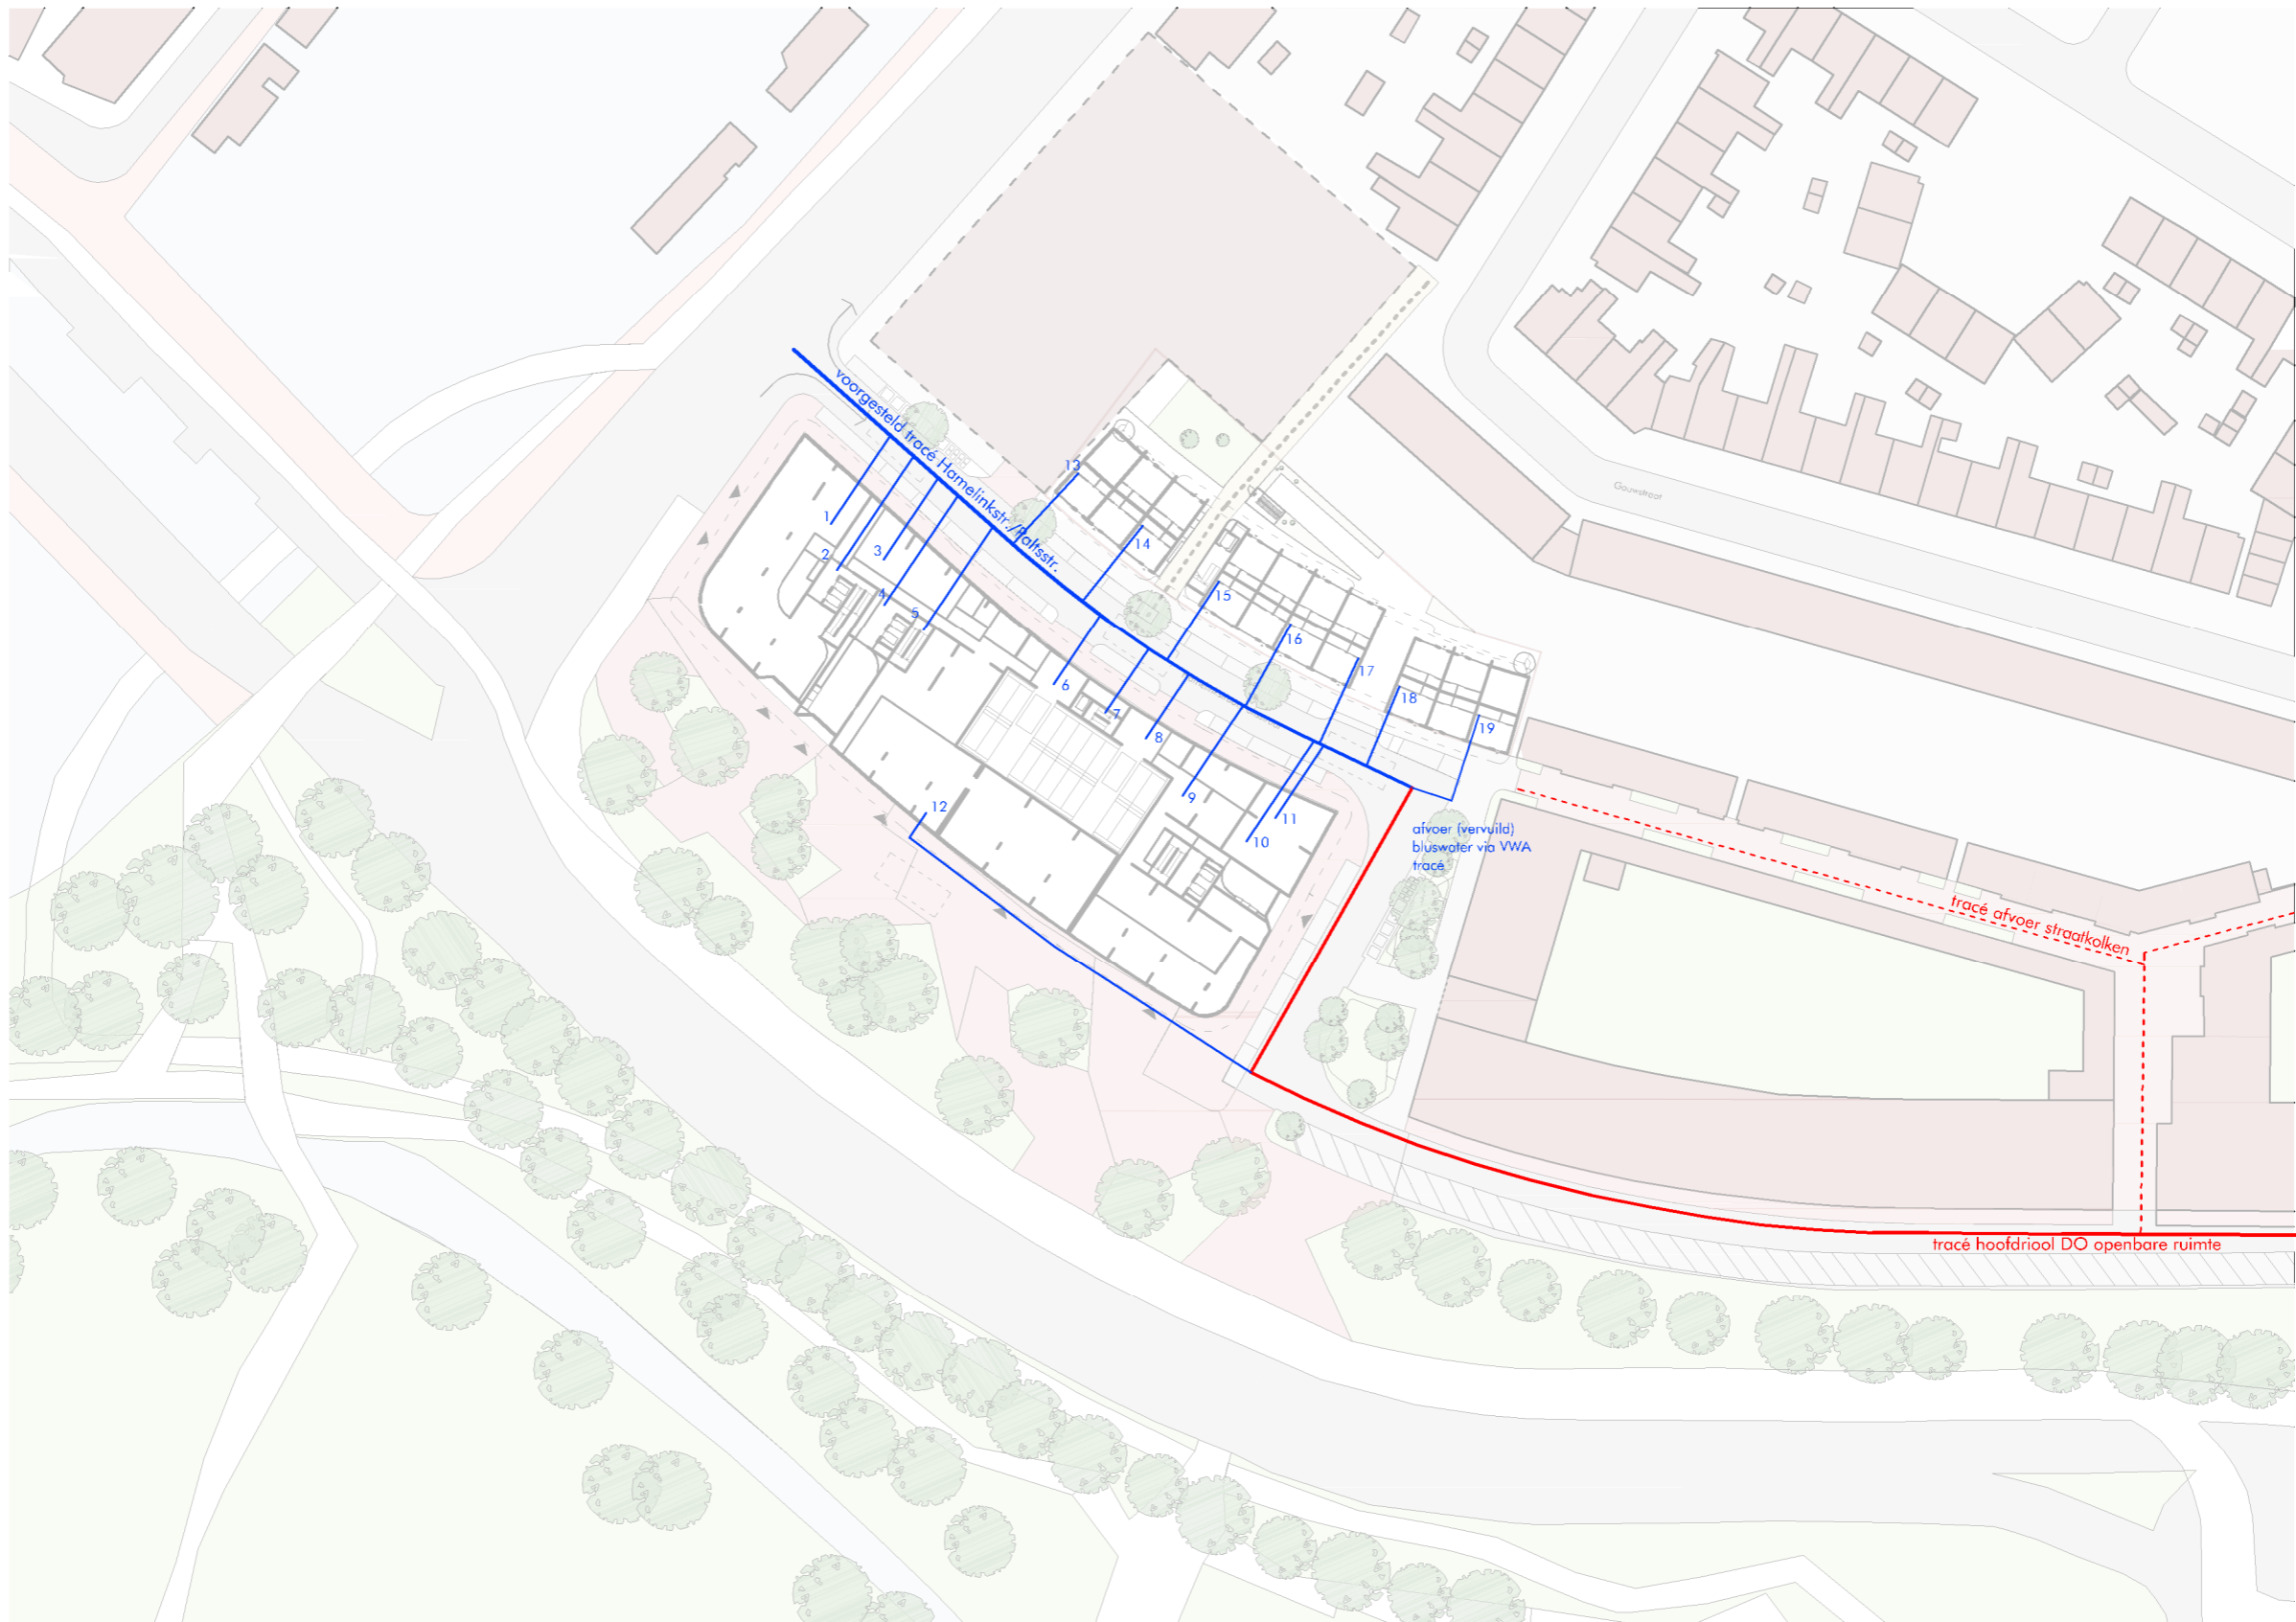 voorgesteld tracé Hamelinkstr./Paltsstr.
13
1
14
2
3
4
15
5
16
17
6
18
7
19
8
9
12
11
10
Gouwstraat
afvoer (vervuild)
bluswater via VWA
tracé
tracé afvoer straatkolken
tracé hoofdriool DO openbare ruimte